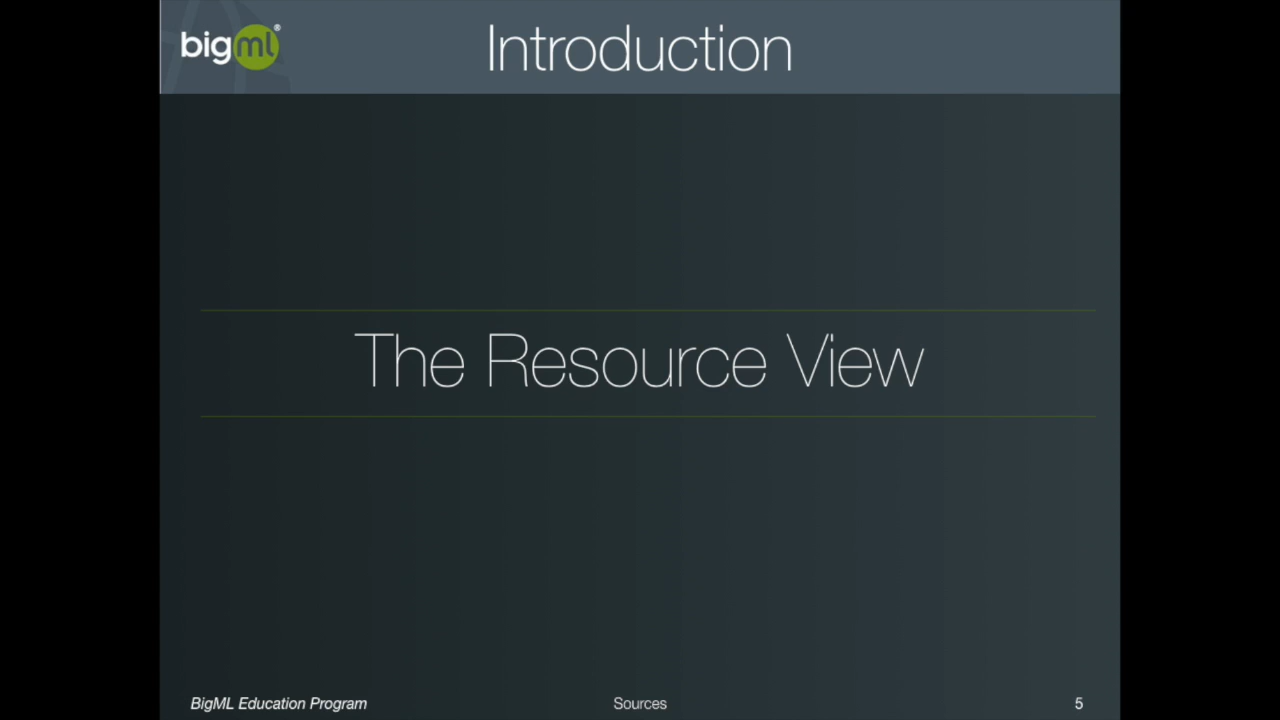 bigml®
Introduction
The Resource View
BigML Education Program
Sources
5